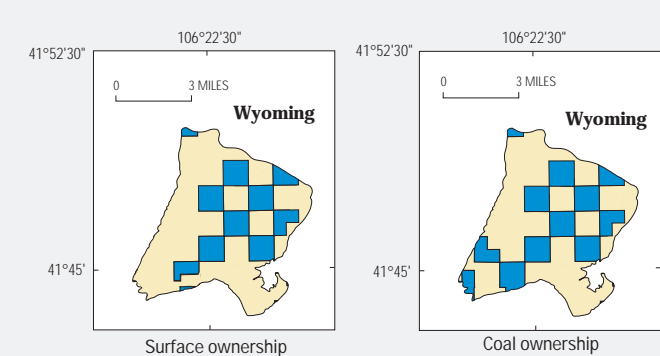 106°22'30"
41°52'30"
0 3 MILES
Wyoming
41°45'
Surface ownership
106°22'30"
41°52'30"
0 3 MILES
Wyoming
41°45'
Coal ownership